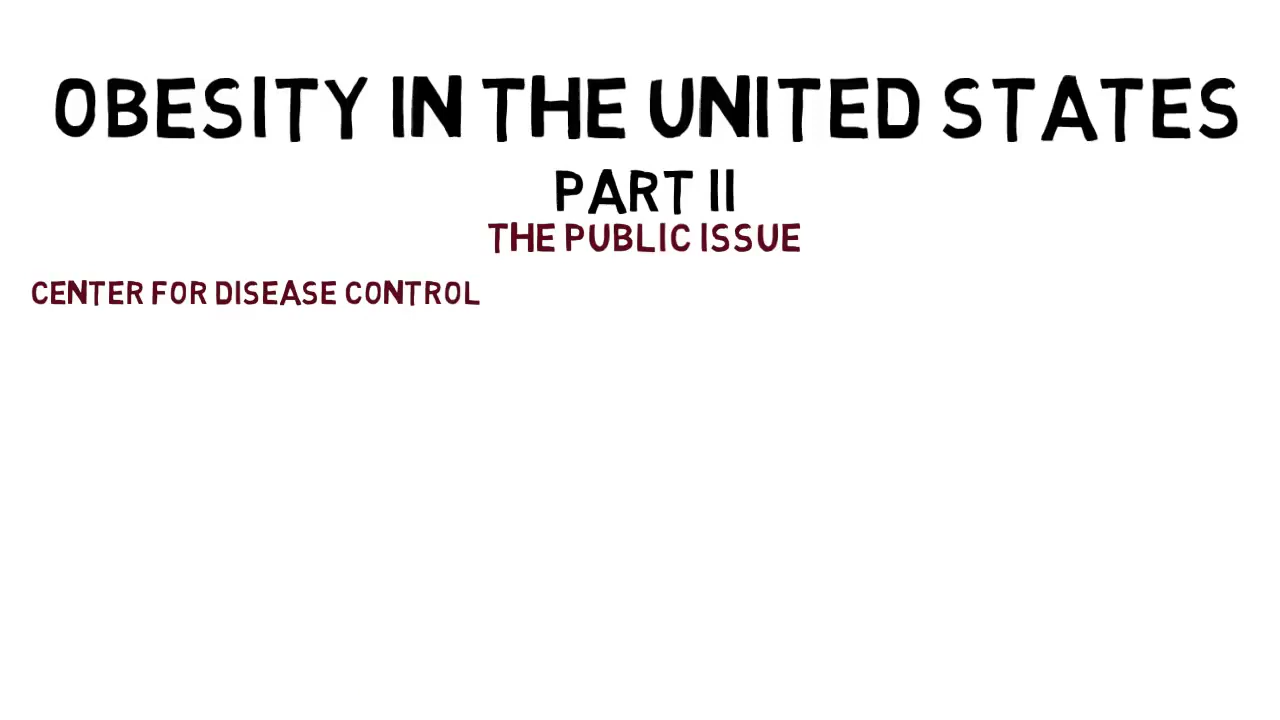 OBESITY IN THE UNITED STATES
PART II
THE PUBLIC ISSUE
CENTER FOR DISEASE CONTROL